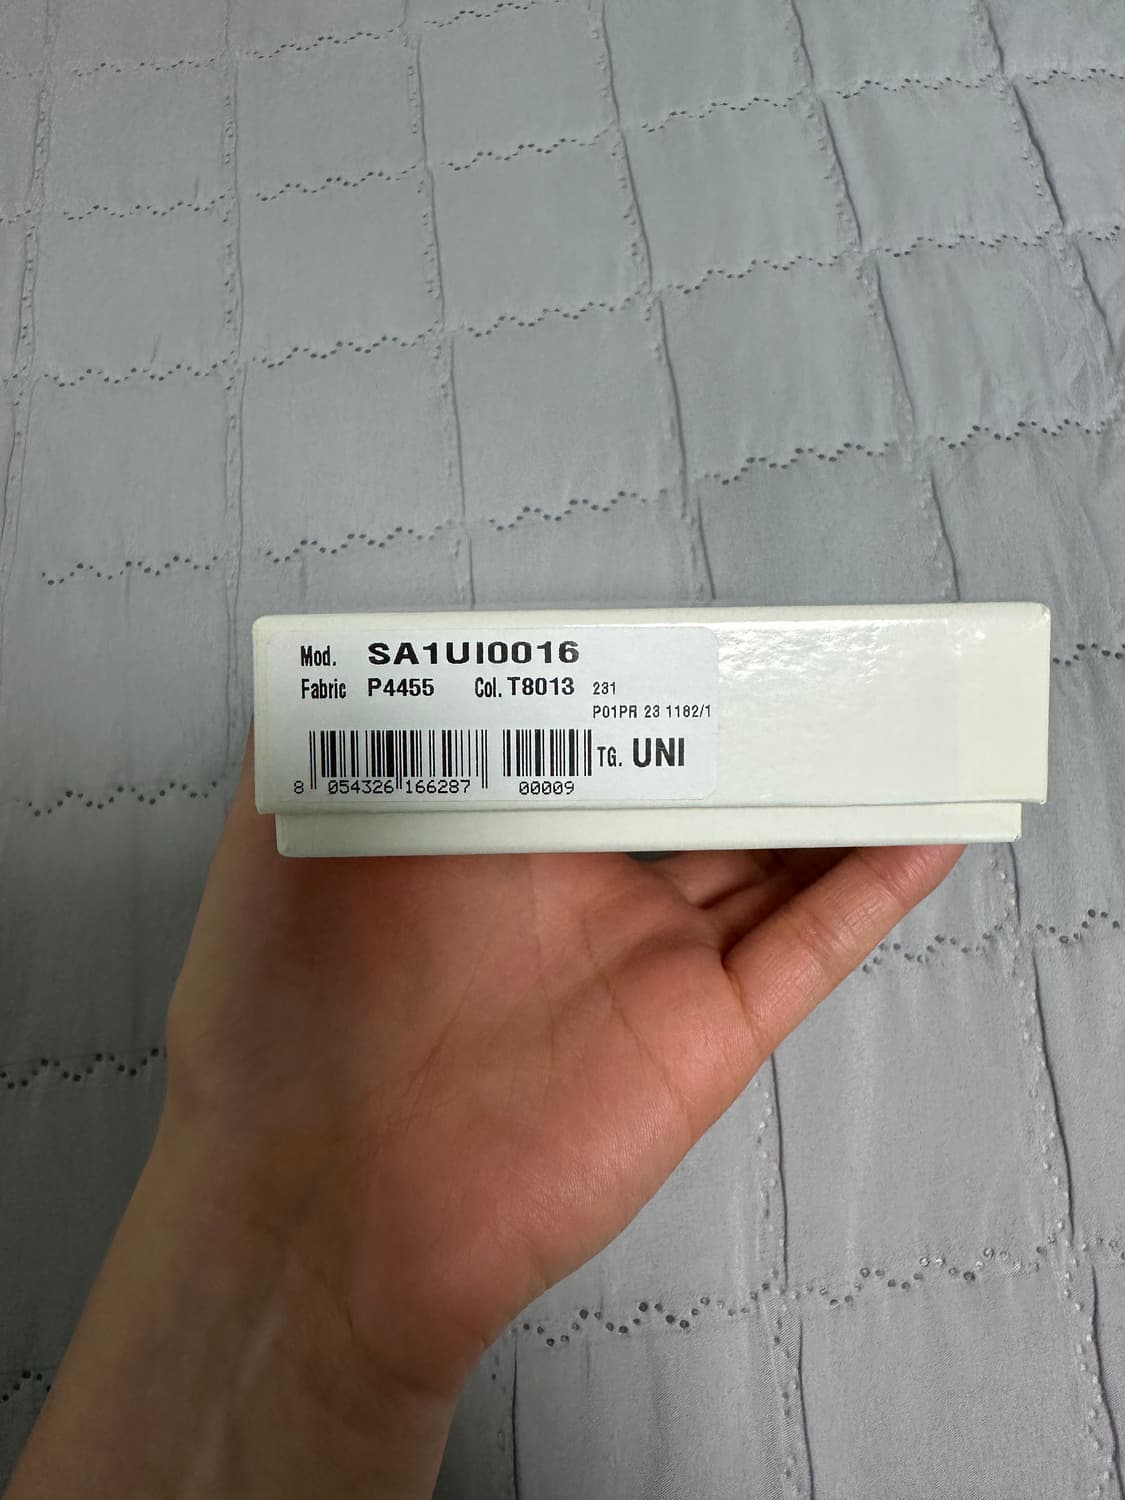 Mod. SA1UI0016
Fabric P4455 Col. T8013 231
P01PR 23 1182/1
TG. UNI
8 054326 166287 00009